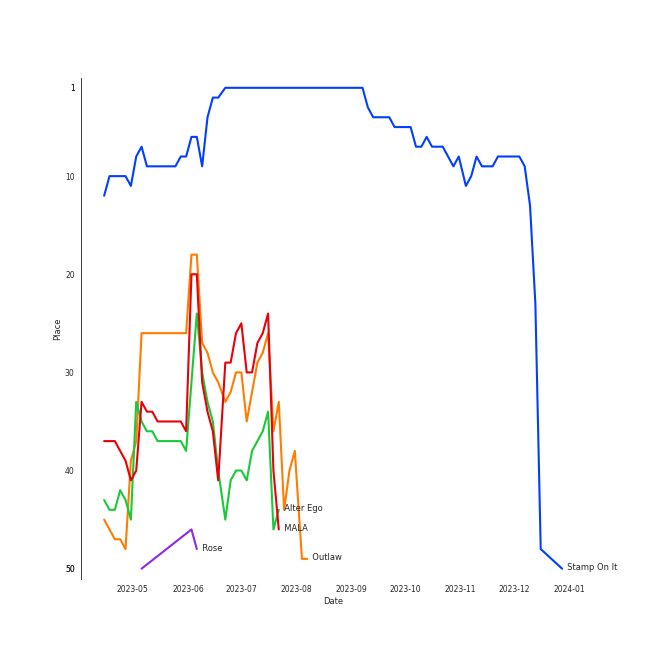 1
10
20
30
40
50
Place
Alter Ego
MALA
Rose
Outlaw
Stamp On It
2023-05
2023-06
2023-07
2023-08
2023-09
2023-10
2023-11
2023-12
2024-01
Date